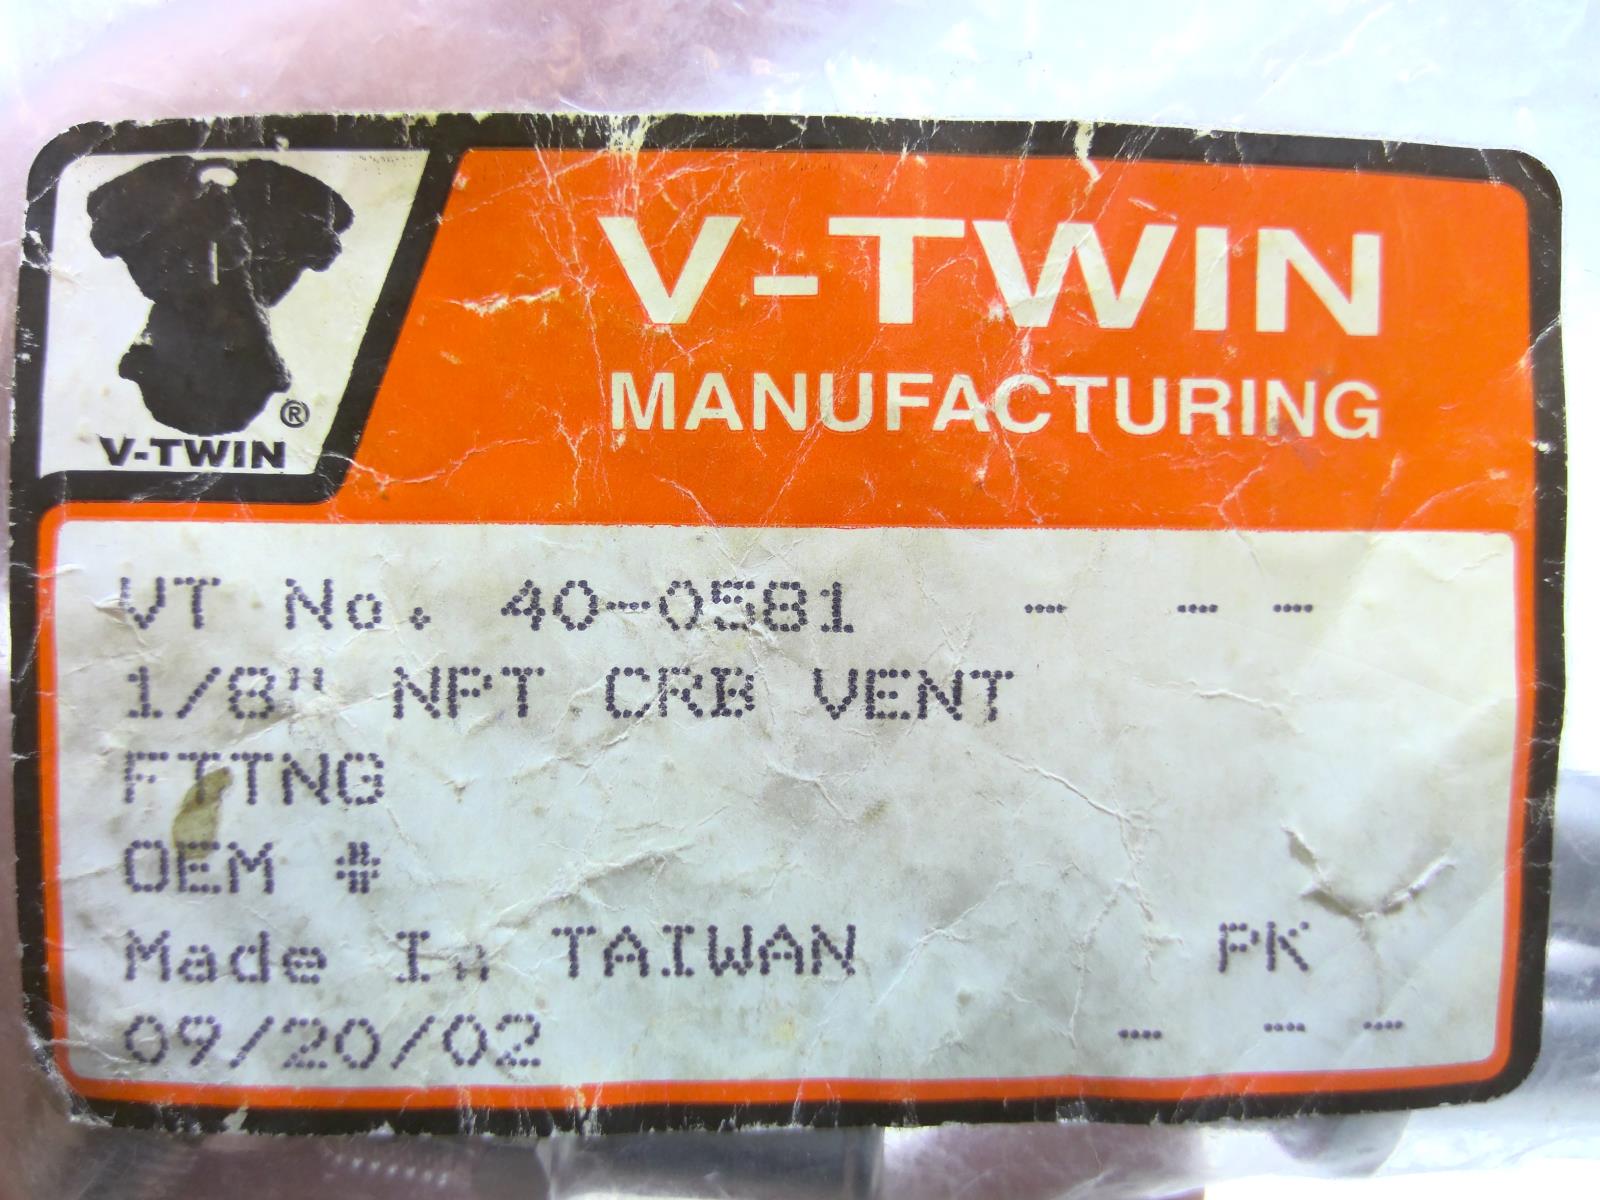 V-TWIN
MANUFACTURING
®
V-TWIN
VT No. 40-0581 - - -
1/8" NPT CRB VENT
FTTNG
OEM #
Made In TAIWAN PK
09/20/02 - - -